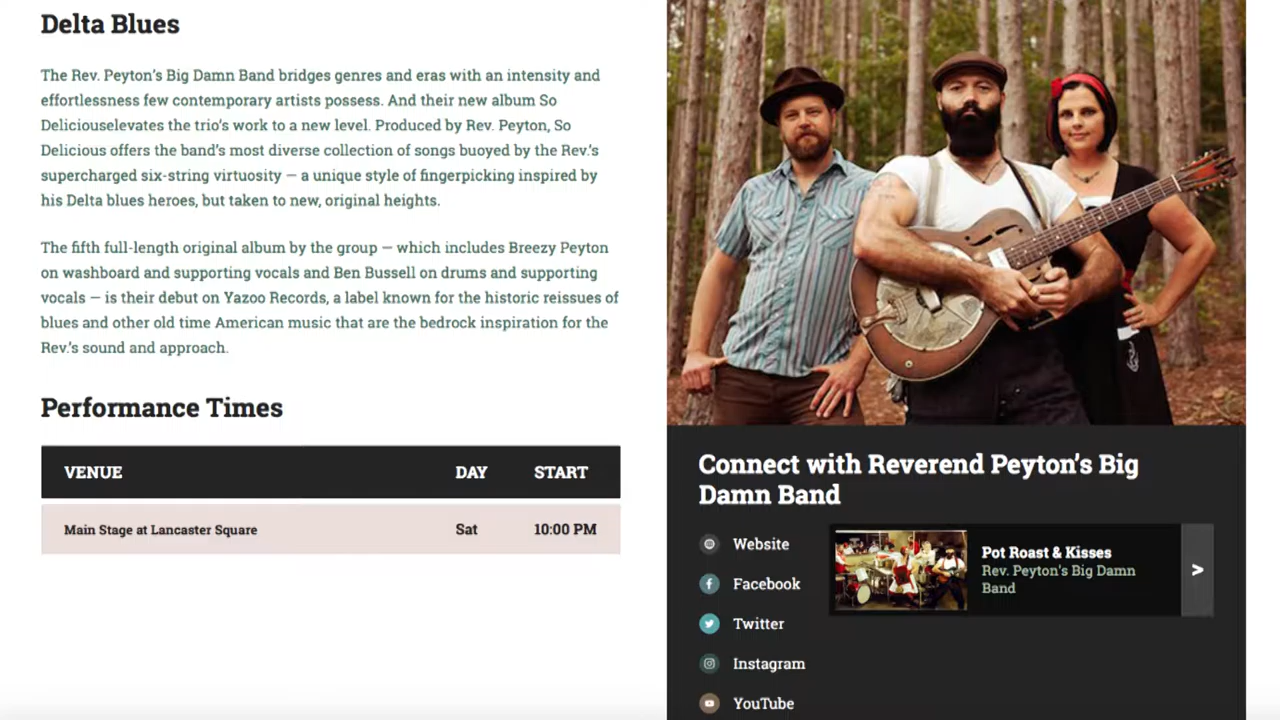 Delta Blues
The Rev. Peyton's Big Damn Band bridges genres and eras with an intensity and
effortlessness few contemporary artists possess. And their new album So
Deliciouselevates the trio's work to a new level. Produced by Rev. Peyton, So
Delicious offers the band's most diverse collection of songs buoyed by the Rev.'s
supercharged six-string virtuosity — a unique style of fingerpicking inspired by
his Delta blues heroes, but taken to new, original heights.
The fifth full-length original album by the group — which includes Breezy Peyton
on washboard and supporting vocals and Ben Bussell on drums and supporting
vocals — is their debut on Yazoo Records, a label known for the historic reissues of
blues and other old time American music that are the bedrock inspiration for the
Rev.'s sound and approach.
Performance Times
VENUE DAY START
Main Stage at Lancaster Square Sat 10:00 PM
Connect with Reverend Peyton's Big
Damn Band
Website
Facebook
Twitter
Instagram
YouTube
Pot Roast & Kisses
Rev. Peyton's Big Damn
Band
>